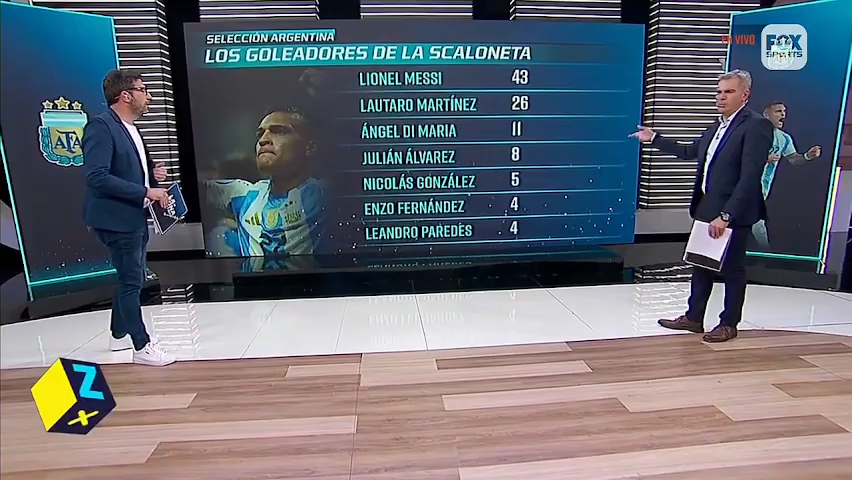 SELECCIÓN ARGENTINA
LOS GOLEADORES DE LA SCALONETA
LIONEL MESSI 43
LAUTARO MARTÍNEZ 26
ÁNGEL DI MARIA 11
JULIÁN ÁLVAREZ 8
NICOLÁS GONZÁLEZ 5
ENZO FERNÁNDEZ 4
LEANDRO PAREDES 4
EN VIVO
FOX
SPORTS
AFA
22
Z
+